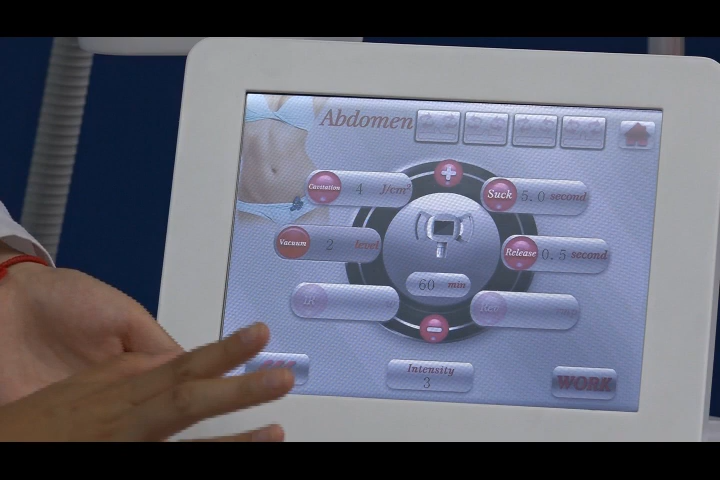 Abdomen
Cavitation 4 J/cm²
Suck 5.0 second
Vacuum 2 level
Release 0.5 second
60 min
IR
Intensity
3
WORK